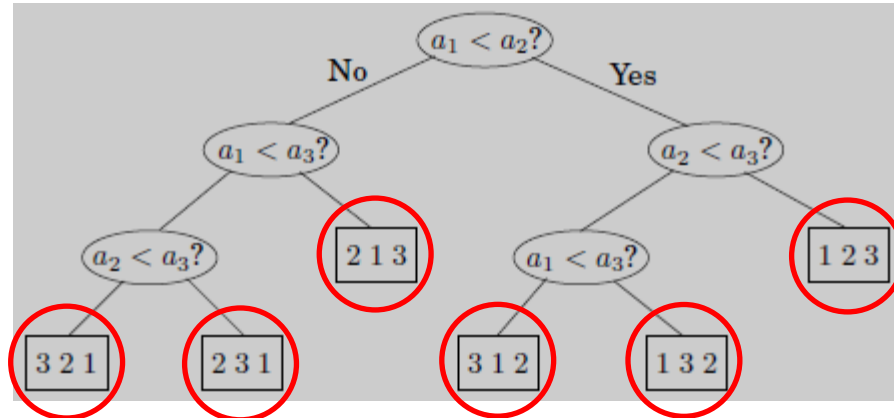 a₁ < a₂?
No
Yes
a₁ < a₃?
a₂ < a₃?
a₂ < a₃?
2 1 3
a₁ < a₃?
1 2 3
3 2 1
2 3 1
3 1 2
1 3 2